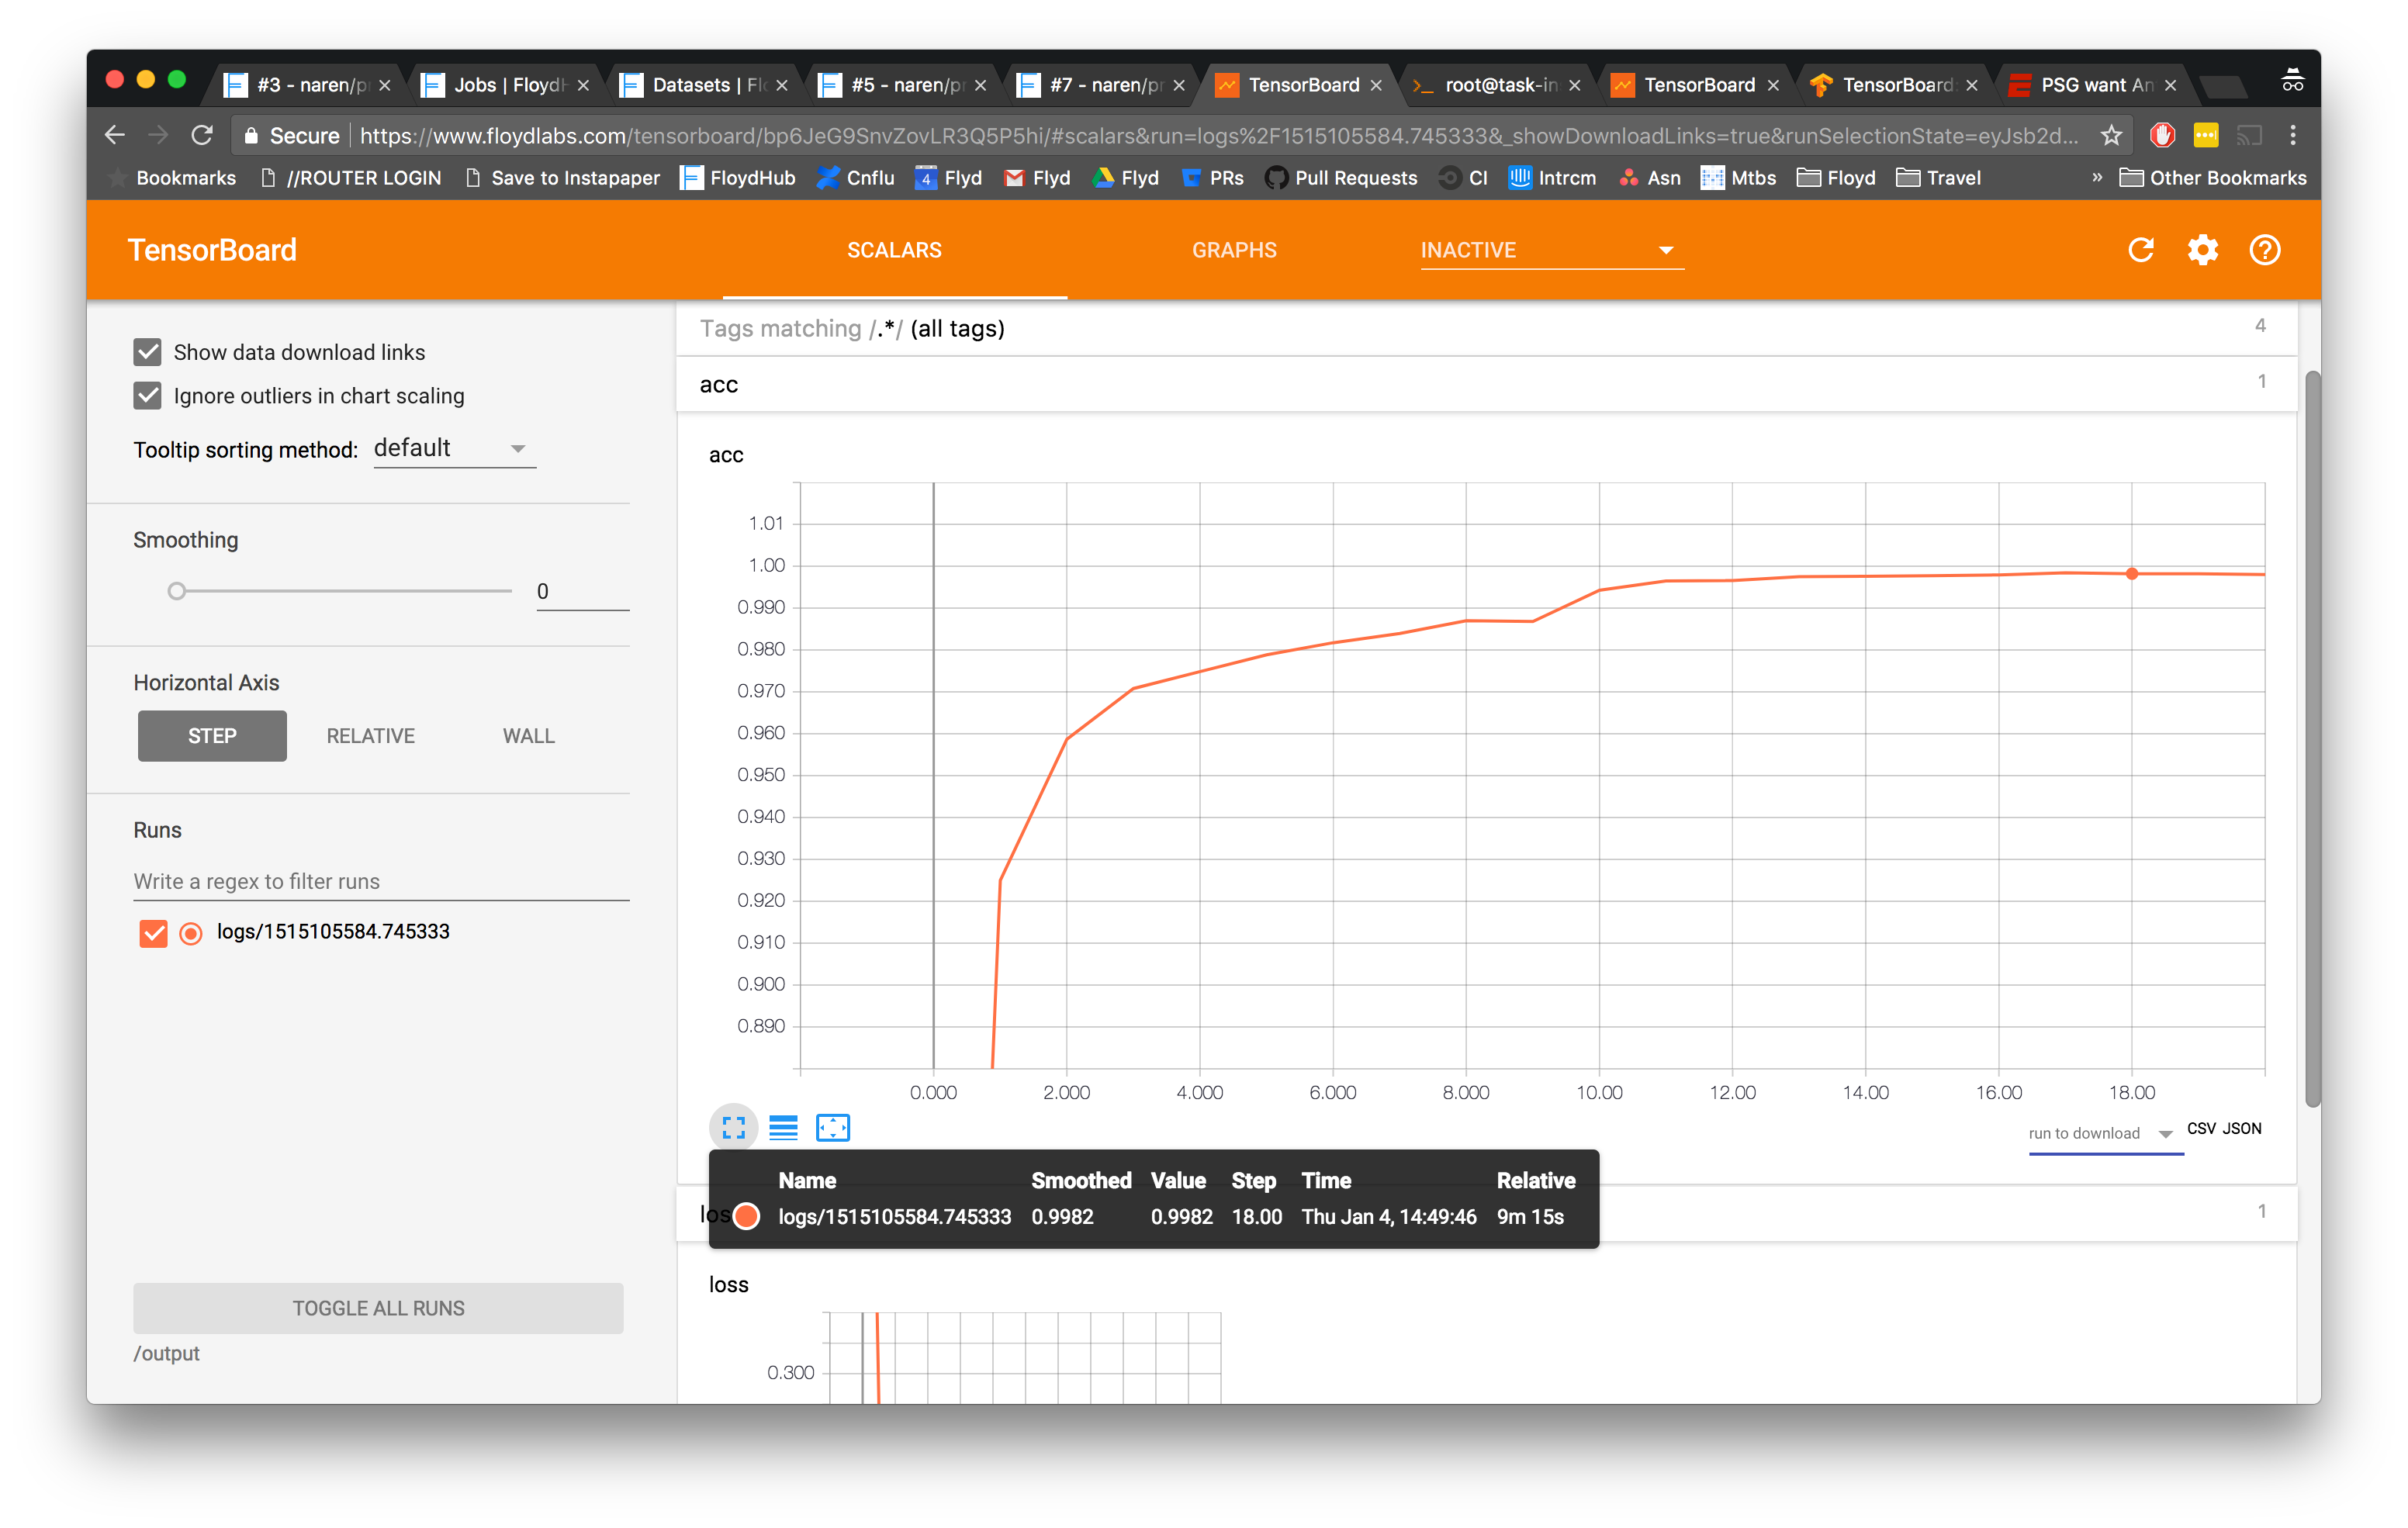 #3 - naren/pr
Jobs | FloydH
Datasets | Flo
#5 - naren/pr
#7 - naren/pr
TensorBoard
root@task-in
TensorBoard
TensorBoard:
PSG want An
Secure
https://www.floydlabs.com/tensorboard/bp6JeG9SnvZovLR3Q5P5hi/#scalars&run=logs%2F1515105584.745333&_showDownloadLinks=true&runSelectionState=eyJsb2d...
Bookmarks
//ROUTER LOGIN
Save to Instapaper
FloydHub
Cnflu
4 Flyd
Flyd
Flyd
PRs
Pull Requests
CI
Intrcm
Asn
Mtbs
Floyd
Travel
»
Other Bookmarks
TensorBoard
SCALARS
GRAPHS
INACTIVE
Show data download links
Ignore outliers in chart scaling
Tooltip sorting method: default
Smoothing
0
Horizontal Axis
STEP RELATIVE WALL
Runs
Write a regex to filter runs
logs/1515105584.745333
TOGGLE ALL RUNS
/output
Tags matching /.*/ (all tags)
4
acc
1
acc
1.01
1.00
0.990
0.980
0.970
0.960
0.950
0.940
0.930
0.920
0.910
0.900
0.890
0.000 2.000 4.000 6.000 8.000 10.00 12.00 14.00 16.00 18.00
run to download CSV JSON
Name Smoothed Value Step Time Relative
logs/1515105584.745333 0.9982 0.9982 18.00 Thu Jan 4, 14:49:46 9m 15s
los
1
loss
0.300